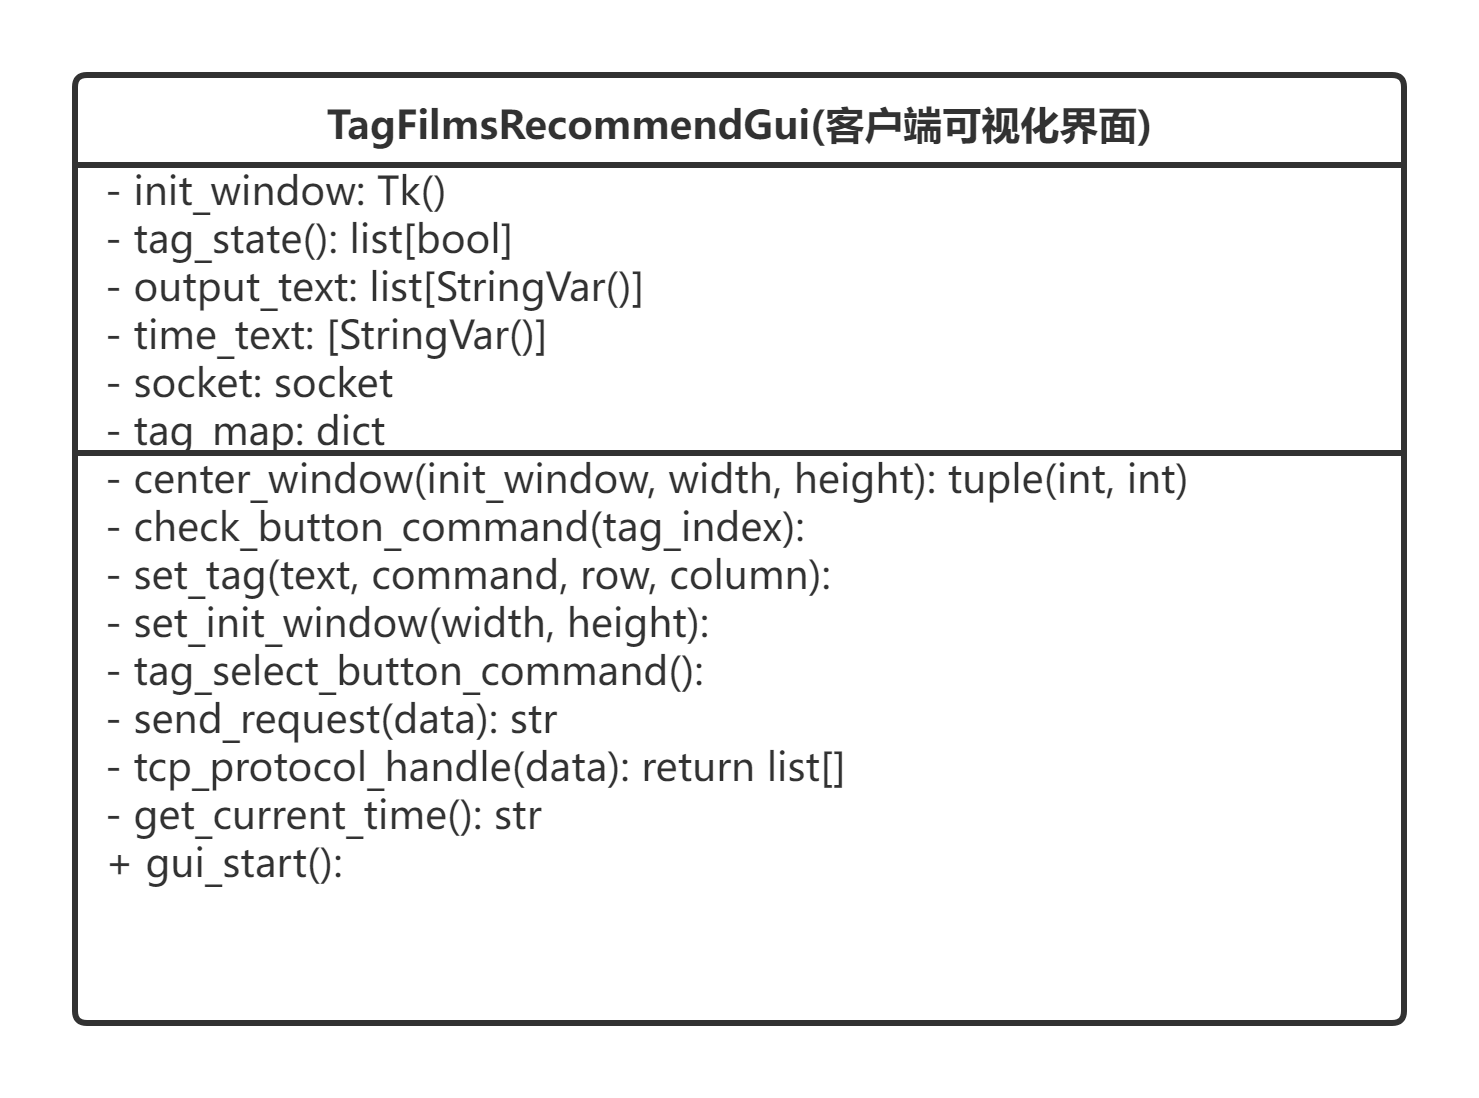 TagFilmsRecommendGui(客户端可视化界面)
- init_window: Tk()
- tag_state(): list[bool]
- output_text: list[StringVar()]
- time_text: [StringVar()]
- socket: socket
- tag_map: dict
- center_window(init_window, width, height): tuple(int, int)
- check_button_command(tag_index):
- set_tag(text, command, row, column):
- set_init_window(width, height):
- tag_select_button_command():
- send_request(data): str
- tcp_protocol_handle(data): return list[]
- get_current_time(): str
+ gui_start():